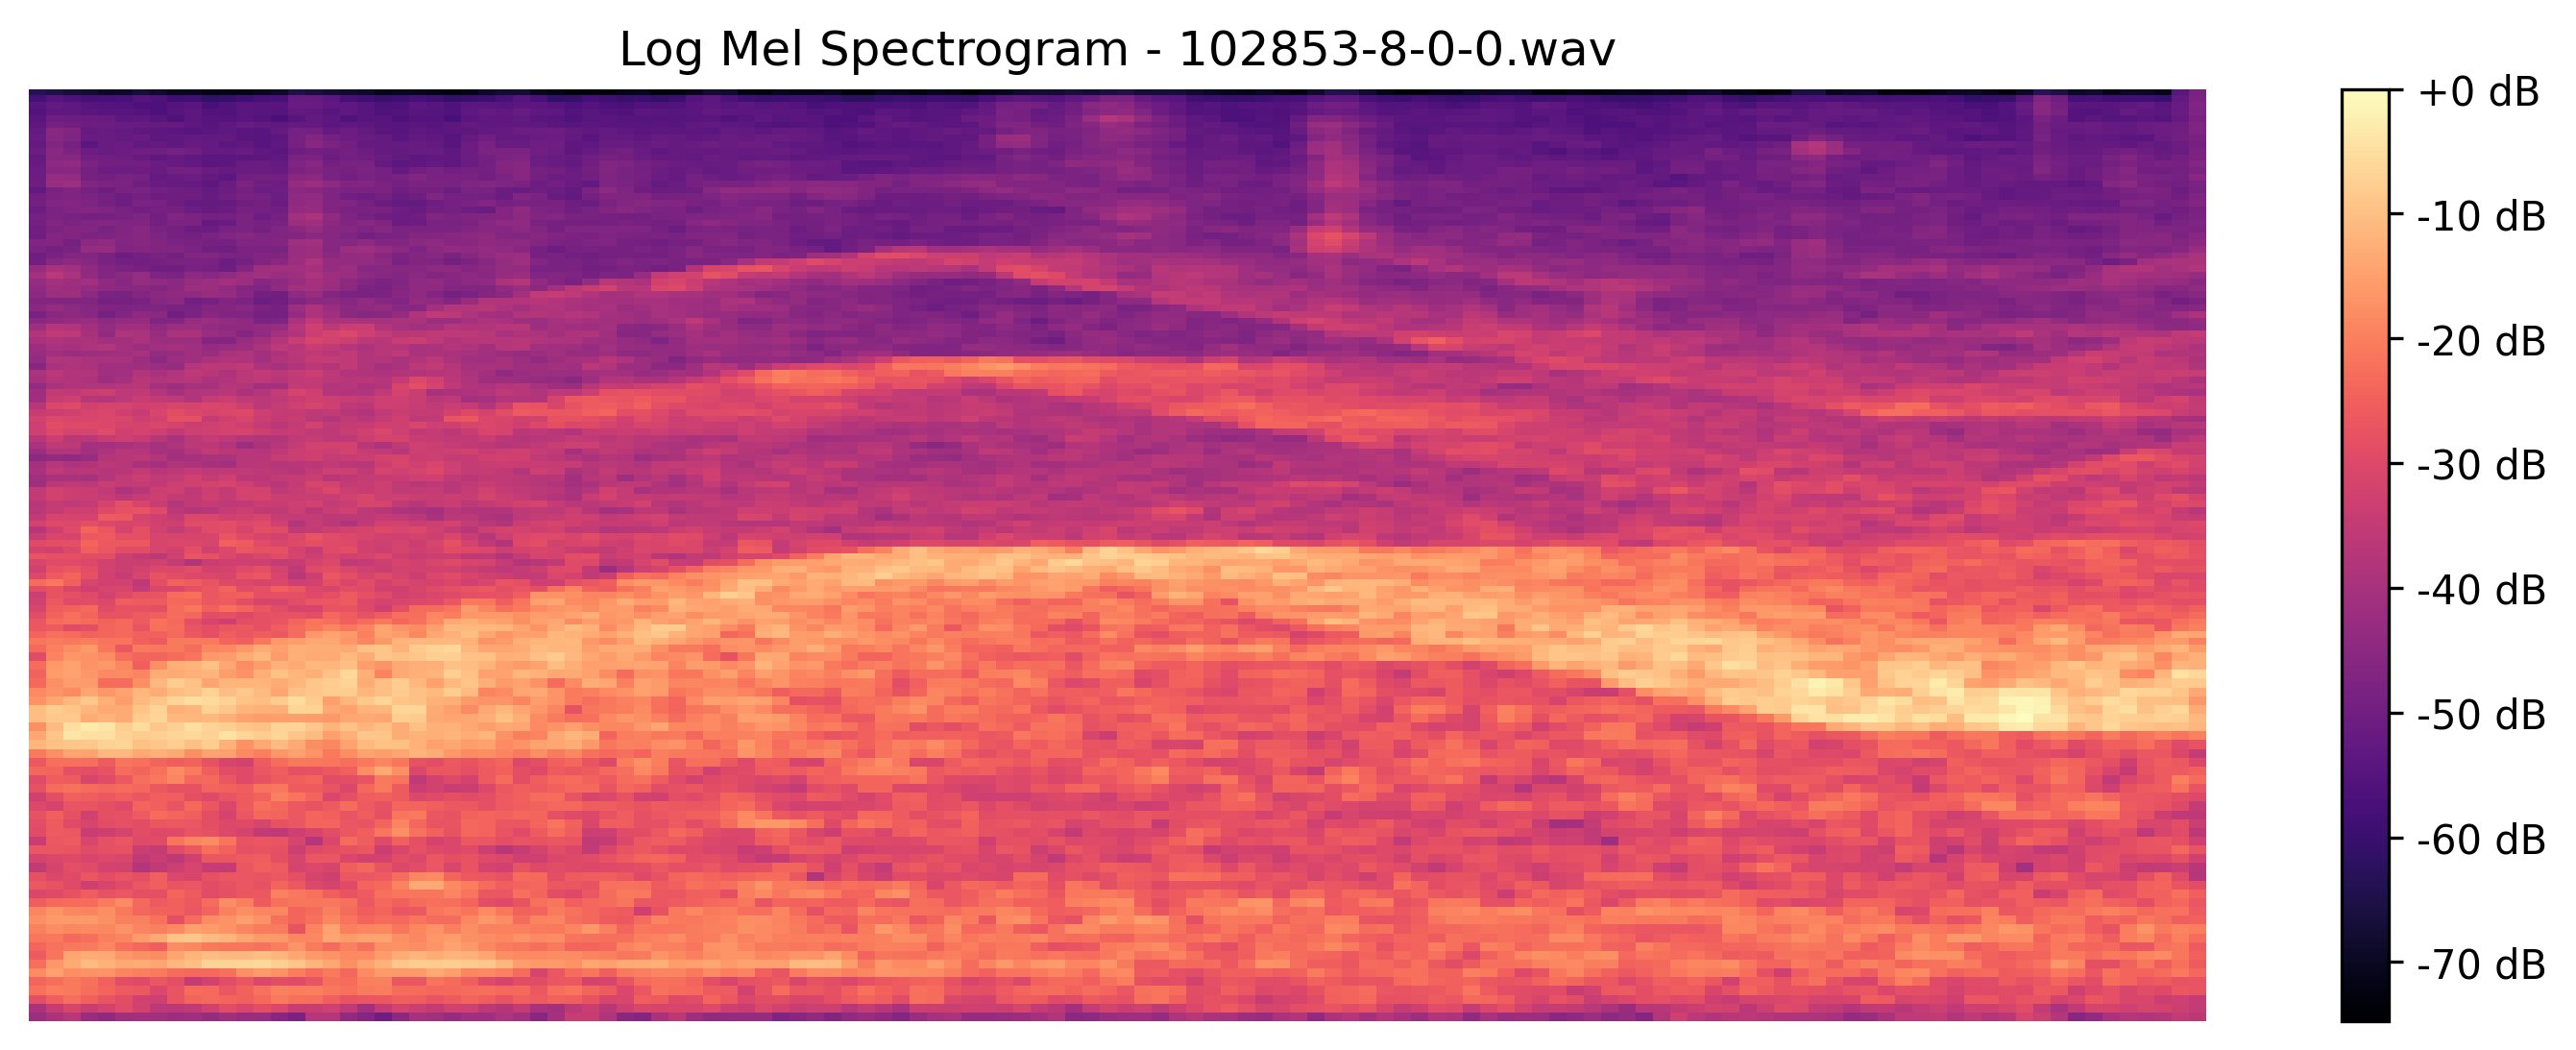 Log Mel Spectrogram - 102853-8-0-0.wav
+0 dB
-10 dB
-20 dB
-30 dB
-40 dB
-50 dB
-60 dB
-70 dB